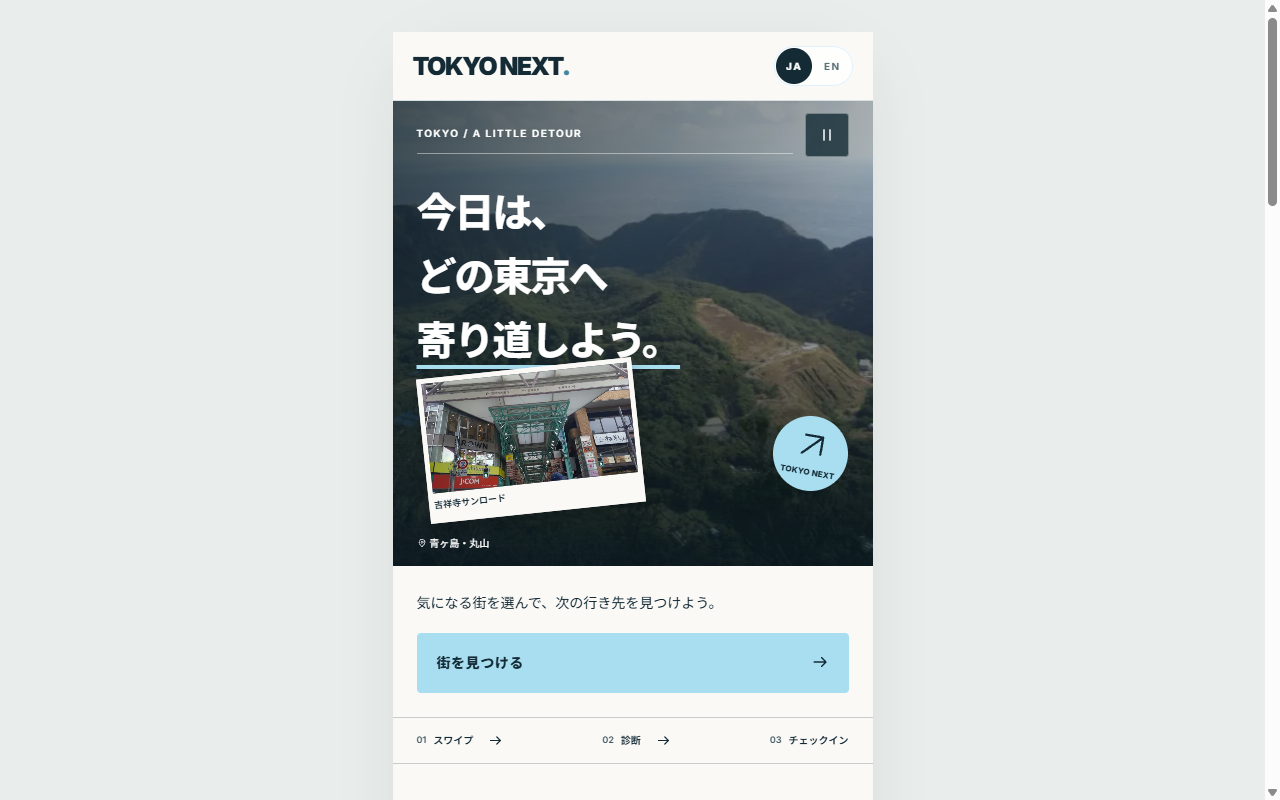 TOKYO NEXT.
JA
EN
TOKYO / A LITTLE DETOUR
今日は、
どの東京へ
寄り道しよう。
J:COM
吉祥寺サンロード
TOKYO NEXT
青ヶ島・丸山
気になる街を選んで、次の行き先を見つけよう。
街を見つける
01 スワイプ
02 診断
03 チェックイン